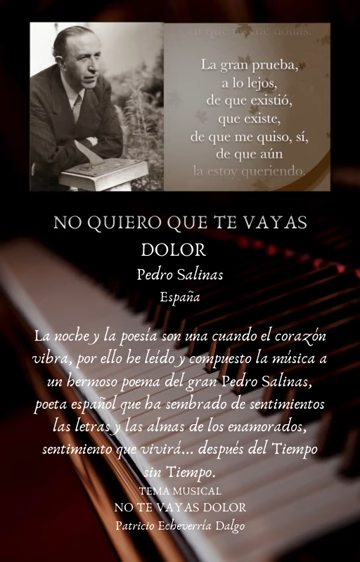 La gran prueba,
a lo lejos,
de que existió,
que existe,
de que me quiso, sí,
de que aún
la estoy queriendo.
NO QUIERO QUE TE VAYAS
DOLOR
Pedro Salinas
España
La noche y la poesía son una cuando el corazón
vibra, por ello he leído y compuesto la música a
un hermoso poema del gran Pedro Salinas,
poeta español que ha sembrado de sentimientos
las letras y las almas de los enamorados,
sentimiento que vivirá... después del Tiempo
sin Tiempo.
TEMA MUSICAL
NO TE VAYAS DOLOR
Patricio Echeverría Dalgo